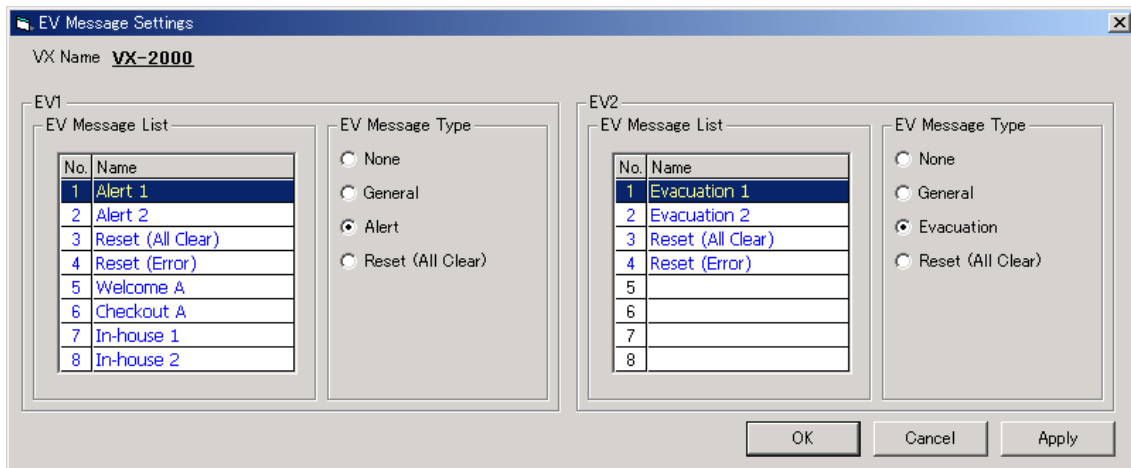 EV Message Settings
VX Name VX-2000
EV1
EV Message List
No. Name
1 Alert 1
2 Alert 2
3 Reset (All Clear)
4 Reset (Error)
5 Welcome A
6 Checkout A
7 In-house 1
8 In-house 2
EV Message Type
None
General
Alert
Reset (All Clear)
EV2
EV Message List
No. Name
1 Evacuation 1
2 Evacuation 2
3 Reset (All Clear)
4 Reset (Error)
5
6
7
8
EV Message Type
None
General
Evacuation
Reset (All Clear)
OK Cancel Apply